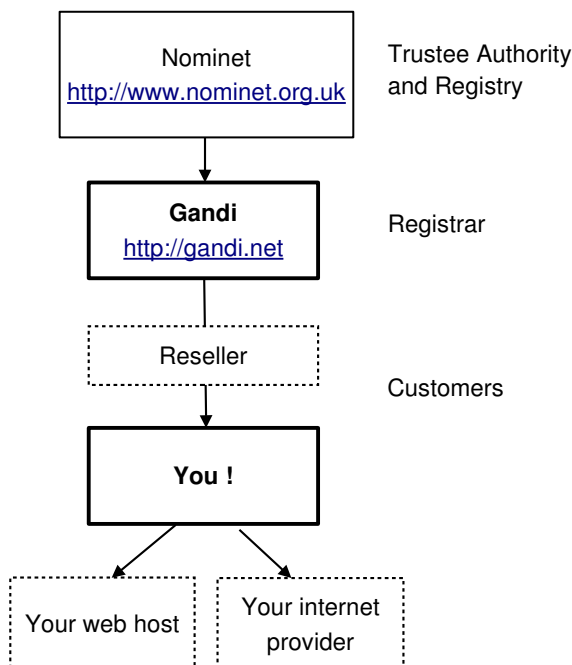 Nominet
http://www.nominet.org.uk
Trustee Authority
and Registry
Gandi
http://gandi.net
Registrar
Reseller
Customers
You !
Your web host
Your internet
provider